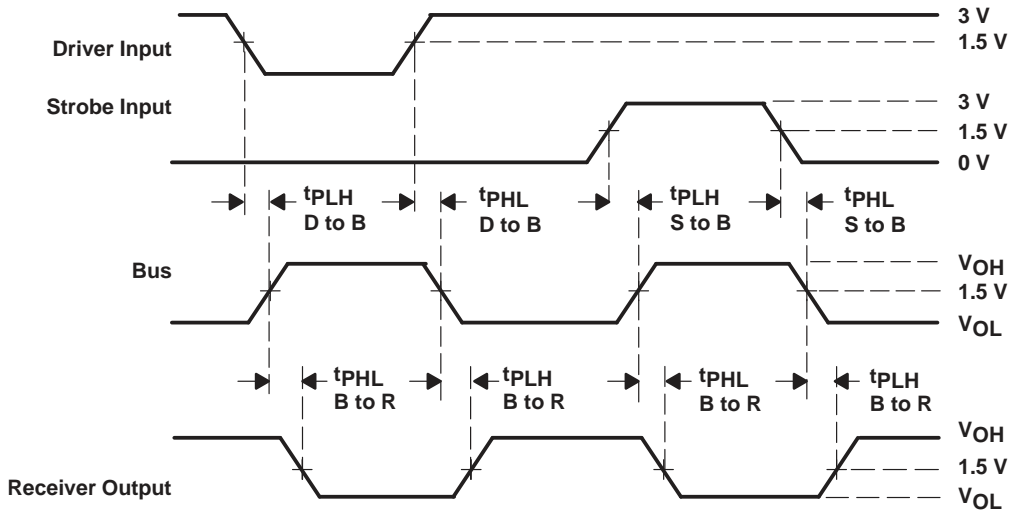 3 V
Driver Input
1.5 V
Strobe Input
3 V
1.5 V
0 V
tPLH
D to B
tPHL
D to B
tPLH
S to B
tPHL
S to B
Bus
VOH
1.5 V
VOL
tPHL
B to R
tPLH
B to R
tPHL
B to R
tPLH
B to R
VOH
1.5 V
Receiver Output
VOL